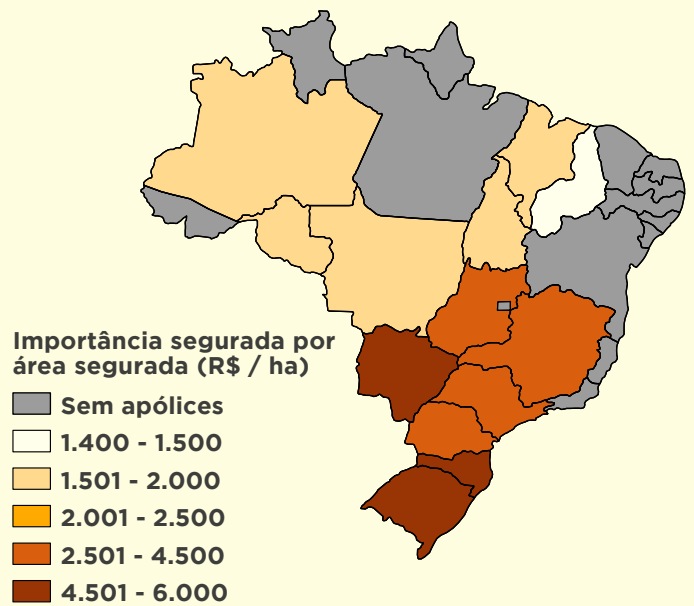 Importância segurada por
área segurada (R$ / ha)
Sem apólices
1.400 - 1.500
1.501 - 2.000
2.001 - 2.500
2.501 - 4.500
4.501 - 6.000